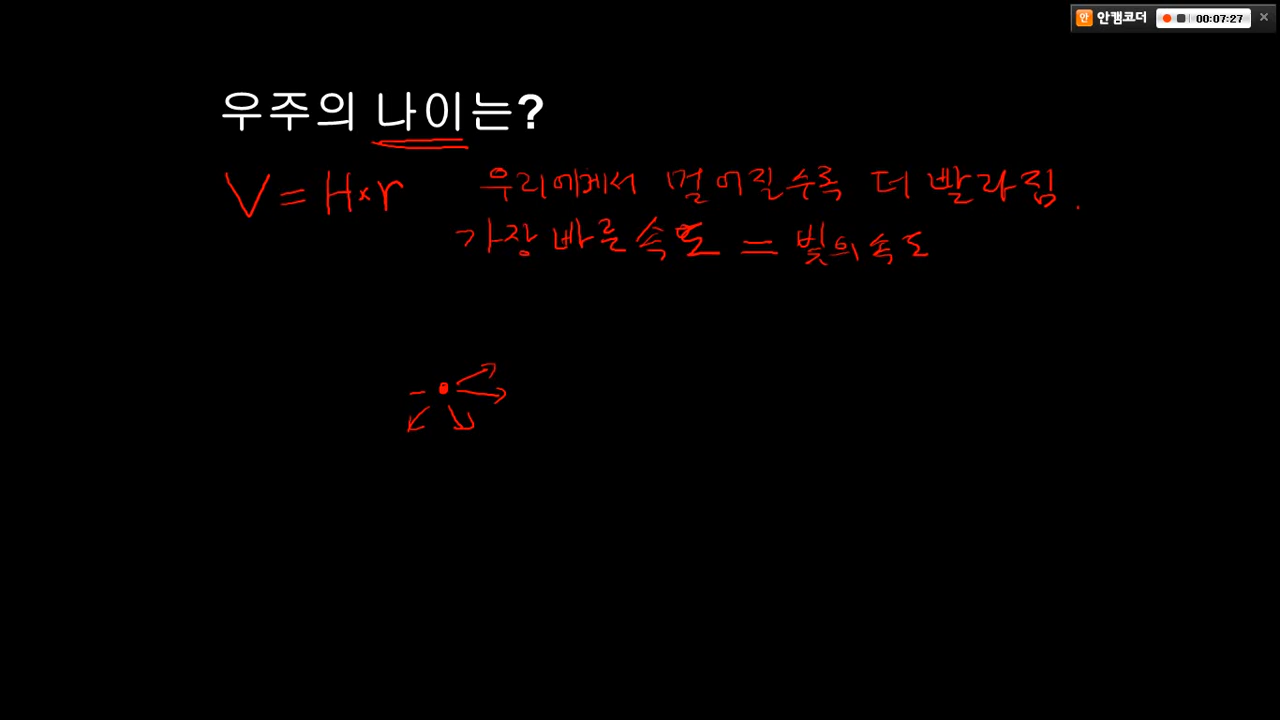 안캠코더 00:07:27
우주의 나이는?
V = H × r 우리에게서 멀어질수록 더 빨라짐.
가장 빠른 속도 = 빛의 속도